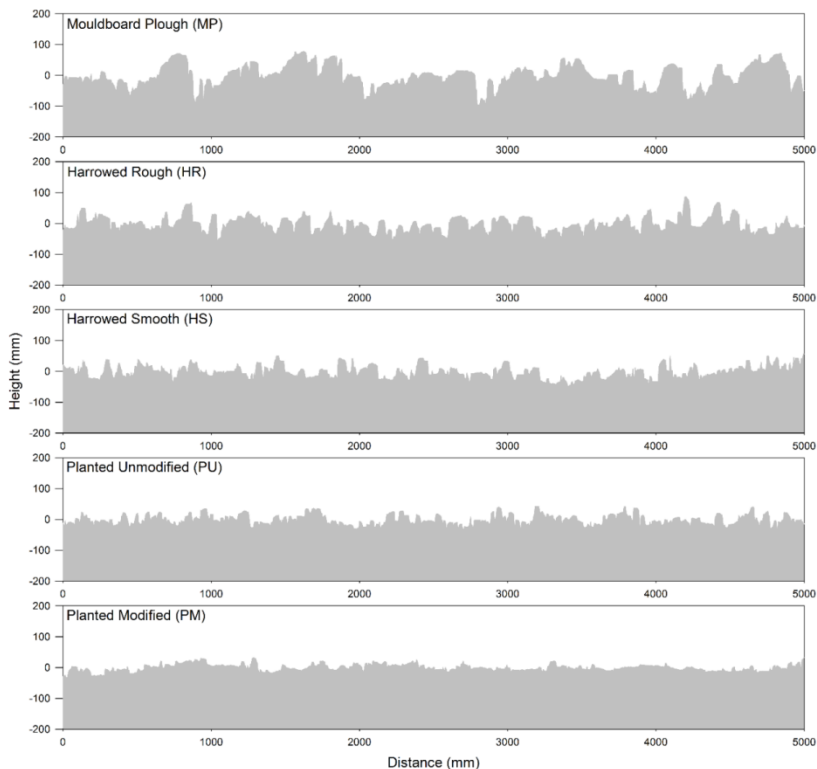 200
Mouldboard Plough (MP)
100
0
-100
-200
0 1000 2000 3000 4000 5000
200
Harrowed Rough (HR)
100
0
-100
-200
0 1000 2000 3000 4000 5000
200
Harrowed Smooth (HS)
100
0
-100
-200
0 1000 2000 3000 4000 5000
Height (mm)
200
Planted Unmodified (PU)
100
0
-100
-200
0 1000 2000 3000 4000 5000
200
Planted Modified (PM)
100
0
-100
-200
0 1000 2000 3000 4000 5000
Distance (mm)